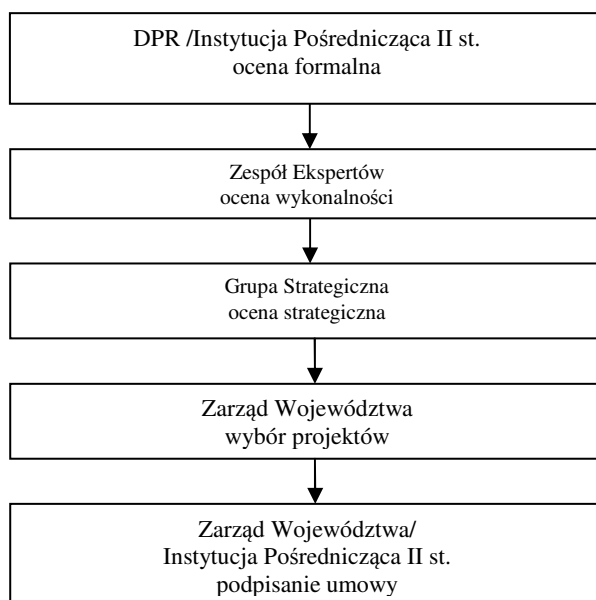 DPR /Instytucja Pośrednicząca II st.
ocena formalna
Zespół Ekspertów
ocena wykonalności
Grupa Strategiczna
ocena strategiczna
Zarząd Województwa
wybór projektów
Zarząd Województwa/
Instytucja Pośrednicząca II st.
podpisanie umowy